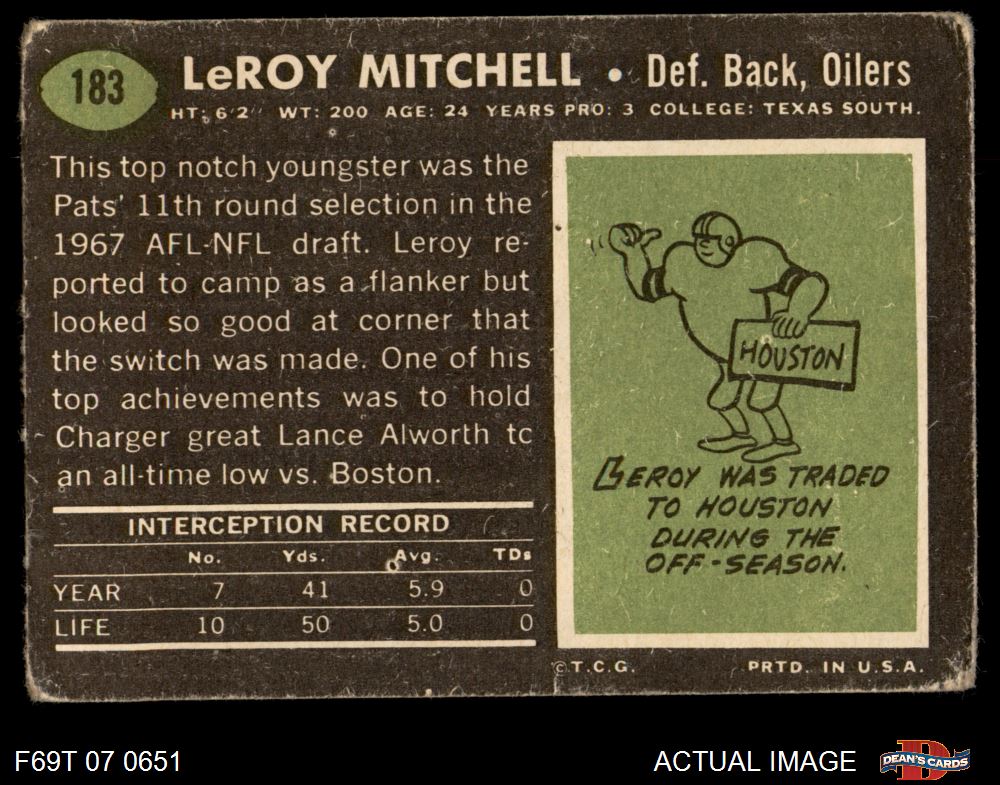 183
LeROY MITCHELL • Def. Back, Oilers
HT: 6'2" WT: 200 AGE: 24 YEARS PRO: 3 COLLEGE: TEXAS SOUTH.
This top notch youngster was the
Pats' 11th round selection in the
1967 AFL-NFL draft. Leroy re-
ported to camp as a flanker but
looked so good at corner that
the switch was made. One of his
top achievements was to hold
Charger great Lance Alworth to
an all-time low vs. Boston.
INTERCEPTION RECORD
No. Yds. Avg. TDs
YEAR 7 41 5.9 0
LIFE 10 50 5.0 0
HOUSTON
LEROY WAS TRADED
TO HOUSTON
DURING THE
OFF-SEASON.
©T.C.G. PRTD. IN U.S.A.
F69T 07 0651
ACTUAL IMAGE
D
DEAN'S CARDS